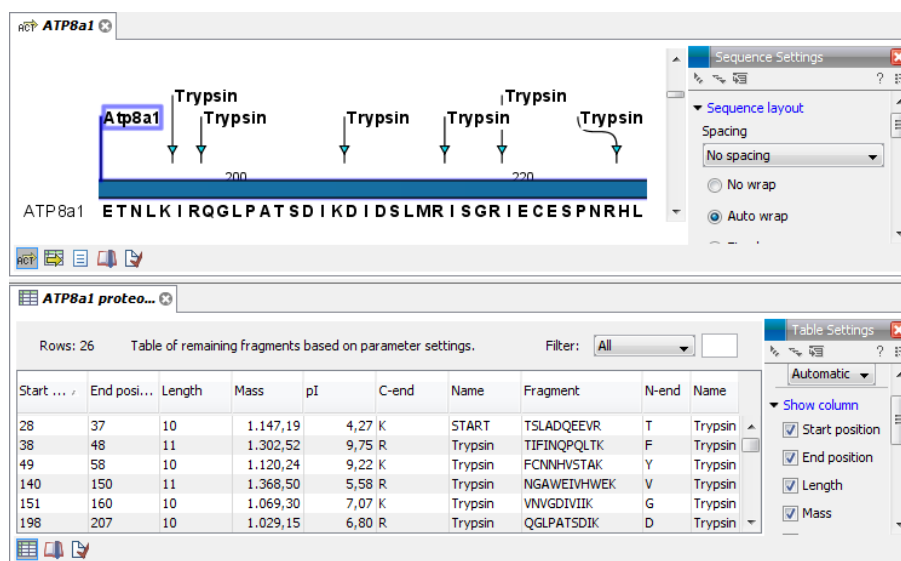 ACT ATP8a1
Sequence Settings
Trypsin Trypsin
Atp8a1 Trypsin Trypsin Trypsin Trypsin
200 220
ATP8a1 ETNLKIRQGLPATSDIKDIDSLMRISGRIECESPNRHL
?
Sequence layout
Spacing
No spacing
No wrap
Auto wrap
ACT
ATP8a1 proteo...
Rows: 26 Table of remaining fragments based on parameter settings. Filter: All
Start ... End posi... Length Mass pI C-end Name Fragment N-end Name
28 37 10 1.147,19 4,27 K START TSLADQEEVR T Trypsin
38 48 11 1.302,52 9,75 R Trypsin TIFINQPQLTK F Trypsin
49 58 10 1.120,24 9,22 K Trypsin FCNNHVSTAK Y Trypsin
140 150 11 1.368,50 5,58 R Trypsin NGAWEIVHWEK V Trypsin
151 160 10 1.069,30 7,07 K Trypsin VNVGDIVIIK G Trypsin
198 207 10 1.029,15 6,80 R Trypsin QGLPATSDIK D Trypsin
Table Settings
?
Automatic
Show column
Start position
End position
Length
Mass